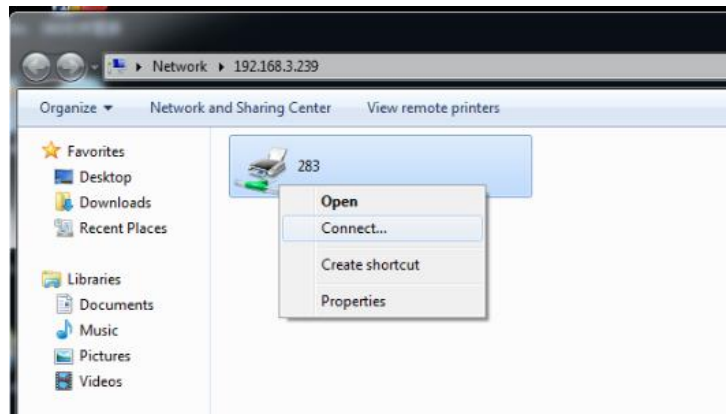 Network 192.168.3.239
Organize Network and Sharing Center View remote printers
Favorites
Desktop
Downloads
Recent Places
Libraries
Documents
Music
Pictures
Videos
283
Open
Connect...
Create shortcut
Properties